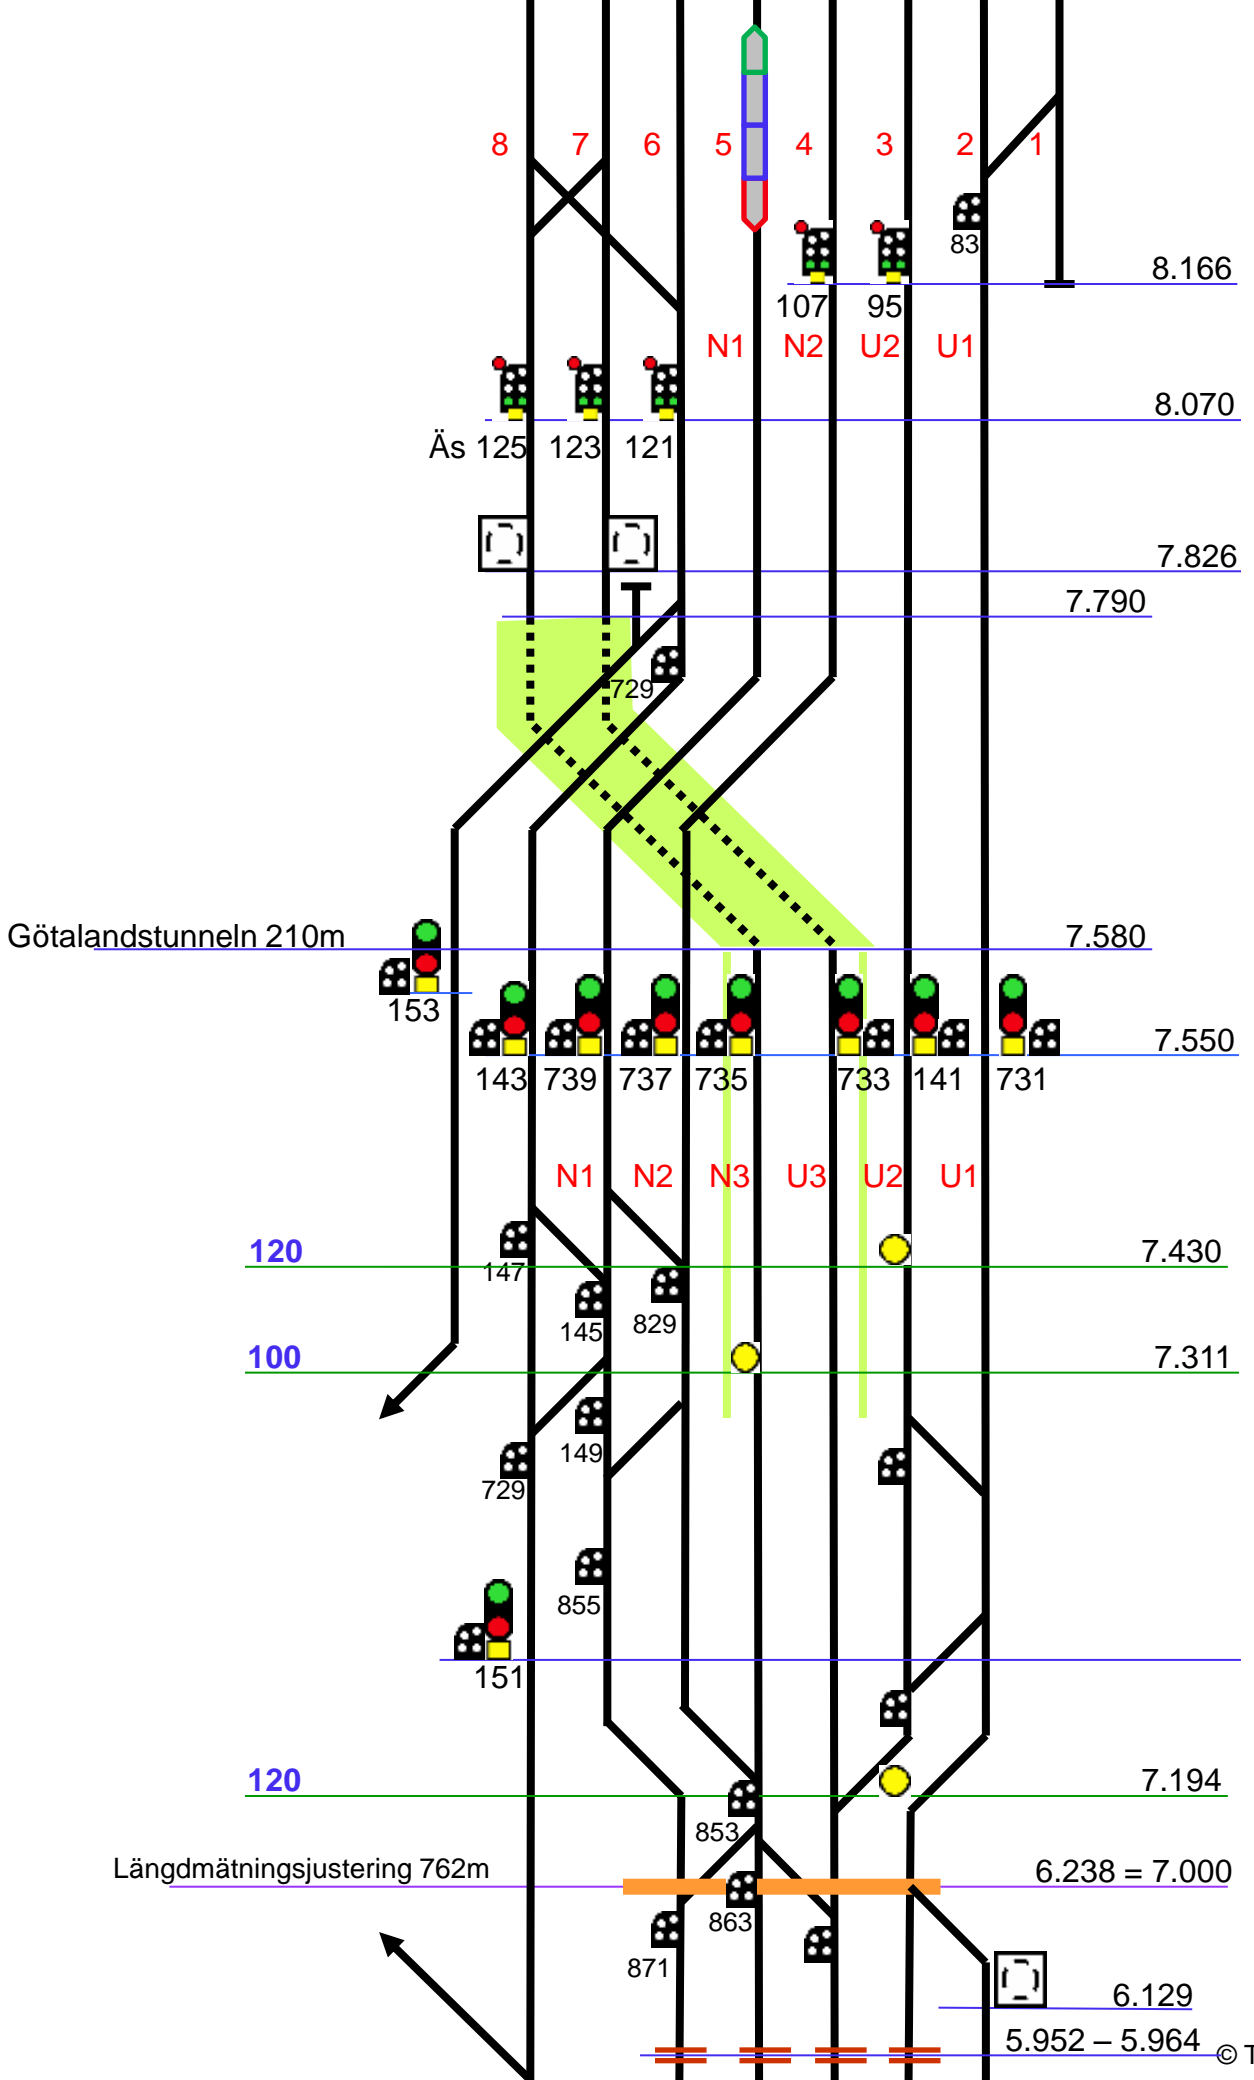 8 7 6 5 4 3 2 1
83
8.166
107 95
N1 N2 U2 U1
8.070
Äs 125 123 121
7.826
7.790
729
Götalandstunneln 210m 7.580
153
7.550
143 739 737 735 733 141 731
N1 N2 N3 U3 U2 U1
120 7.430
147
145 829
100 7.311
149
729
855
151
120 7.194
853
Längdmätningsjustering 762m 6.238 = 7.000
863
871
6.129
5.952 – 5.964
© T